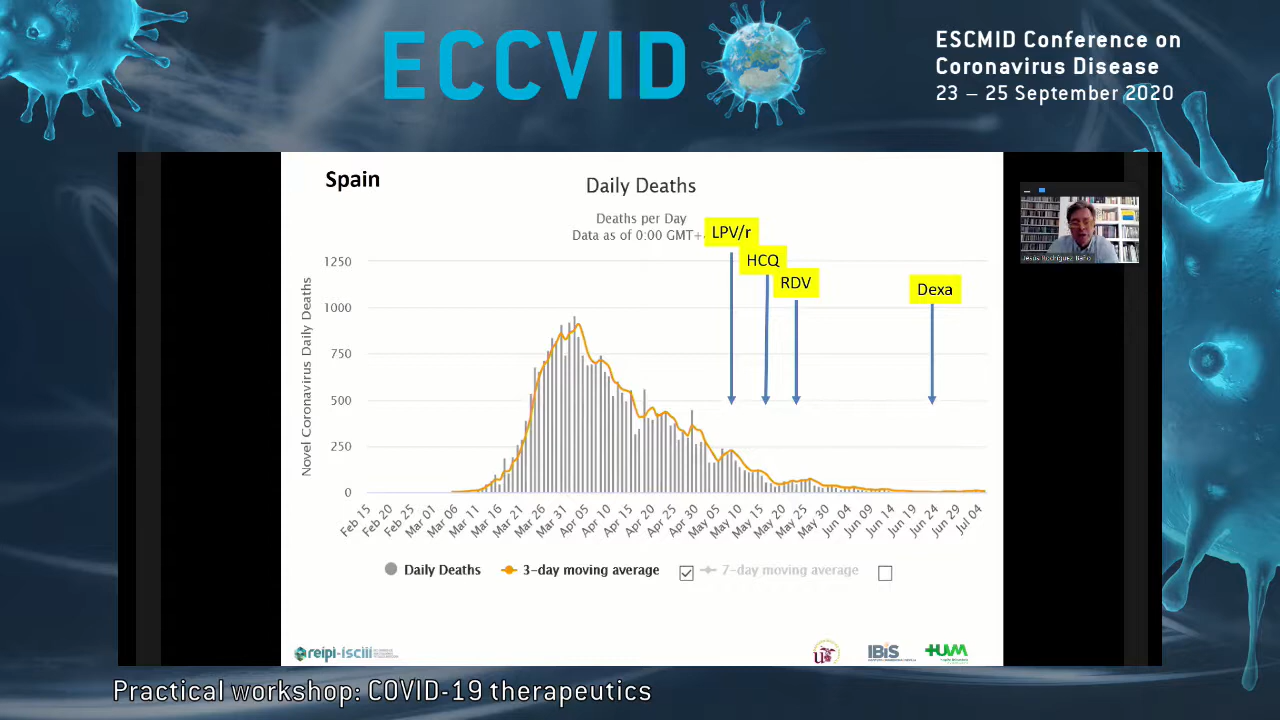 ECCVID
ESCMID Conference on
Coronavirus Disease
23 – 25 September 2020
Spain
Daily Deaths
Deaths per Day
Data as of 0:00 GMT+
LPV/r
HCQ
RDV
Dexa
Novel Coronavirus Daily Deaths
1250
1000
750
500
250
0
Feb 15
Feb 20
Feb 25
Mar 01
Mar 06
Mar 11
Mar 16
Mar 21
Mar 26
Mar 31
Apr 05
Apr 10
Apr 15
Apr 20
Apr 25
Apr 30
May 05
May 10
May 15
May 20
May 25
May 30
Jun 04
Jun 09
Jun 14
Jun 19
Jun 24
Jun 29
Jul 04
Daily Deaths
3-day moving average
7-day moving average
Jesús Rodríguez Baño
reipi-isciii
us
IBiS
HUVM
Practical workshop: COVID-19 therapeutics